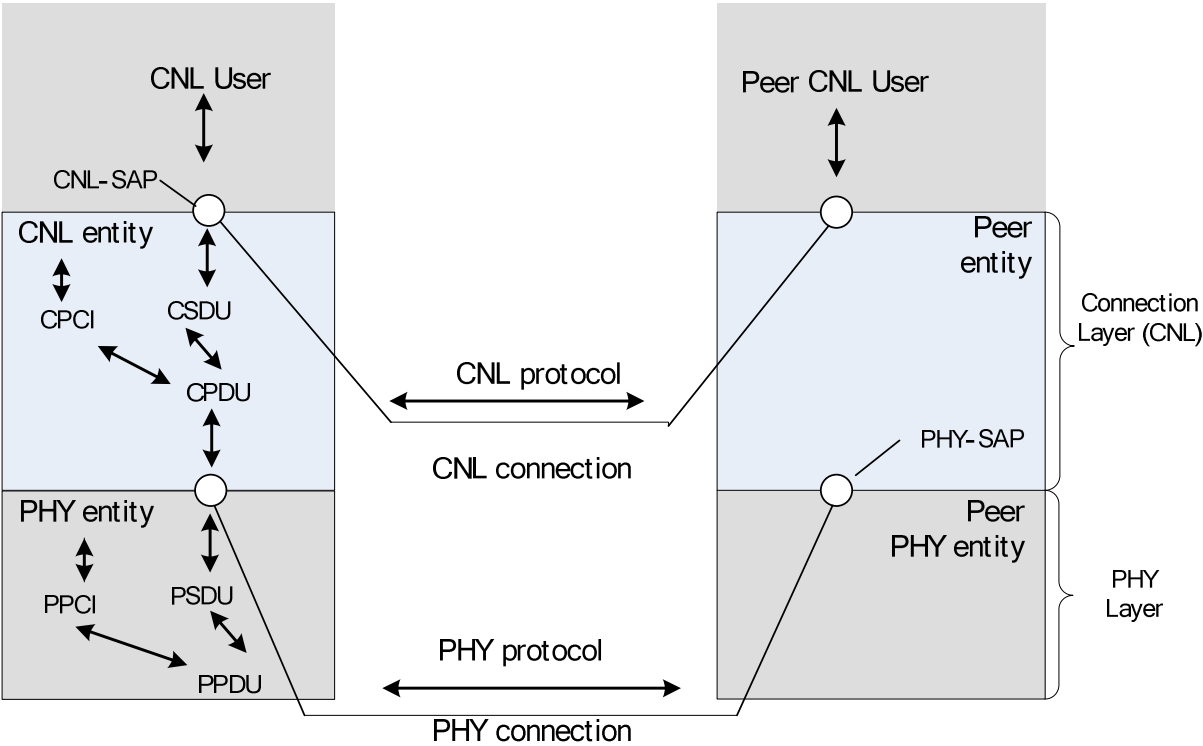 CNL User
Peer CNL User
CNL-SAP
CNL entity
Peer
entity
CPCI
CSDU
Connection
Layer (CNL)
CNL protocol
CPDU
PHY-SAP
CNL connection
PHY entity
Peer
PHY entity
PPCI
PSDU
PHY
Layer
PHY protocol
PPDU
PHY connection